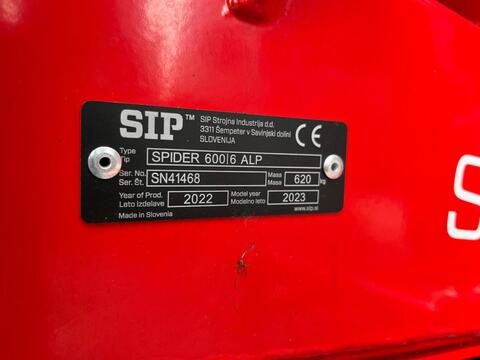 SIP™
SIP Strojna Industrija d.d.
3311 Šempeter v Savinjski dolini
SLOVENIJA
CE
Type
Tip
SPIDER 600|6 ALP
Ser. No.
Ser. Št.
SN41468
Mass
Masa
620
kg
Year of Prod.
Leto izdelave
2022
Model year
Modelno leto
2023
Made in Slovenia
www.sip.si
S